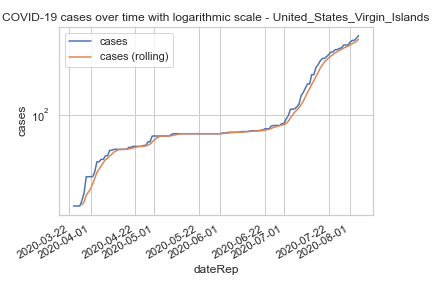 COVID-19 cases over time with logarithmic scale - United_States_Virgin_Islands
cases
cases (rolling)
cases
10²
2020-03-22
2020-04-01
2020-04-22
2020-05-01
2020-05-22
2020-06-01
2020-06-22
2020-07-01
2020-07-22
2020-08-01
dateRep